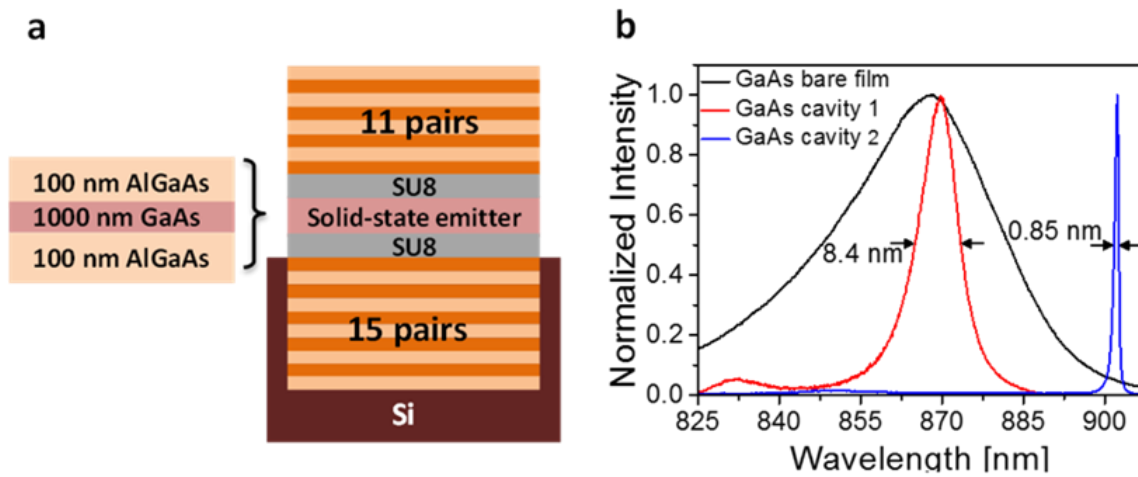 a
11 pairs
SU8
Solid-state emitter
SU8
15 pairs
Si
100 nm AlGaAs
1000 nm GaAs
100 nm AlGaAs
b
GaAs bare film
GaAs cavity 1
GaAs cavity 2
8.4 nm
0.85 nm
Normalized Intensity
1.0
0.8
0.6
0.4
0.2
0.0
825 840 855 870 885 900
Wavelength [nm]